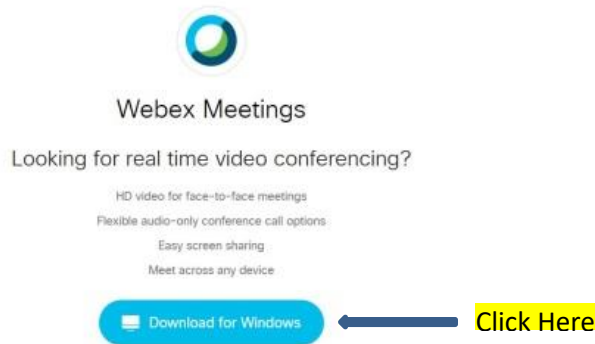 Webex Meetings
Looking for real time video conferencing?
HD video for face-to-face meetings
Flexible audio-only conference call options
Easy screen sharing
Meet across any device
Download for Windows
Click Here